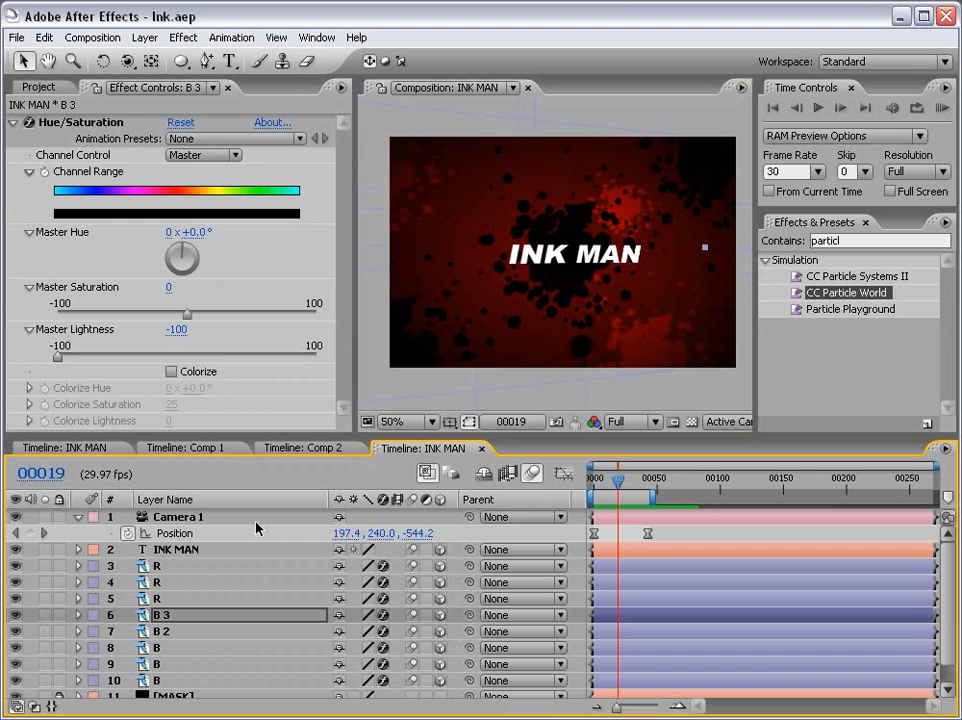 Adobe After Effects - Ink.aep
File Edit Composition Layer Effect Animation View Window Help
Workspace: Standard
Project Effect Controls: B 3
INK MAN * B 3
Hue/Saturation Reset About...
Animation Presets: None
Channel Control Master
Channel Range
Master Hue 0 x+0.0°
Master Saturation 0
-100 100
Master Lightness -100
-100 100
Colorize
Colorize Hue 0 x+0.0°
Colorize Saturation 25
Colorize Lightness 0
Composition: INK MAN
INK MAN
50% 00019 Full Active Ca
Time Controls
RAM Preview Options
Frame Rate Skip Resolution
30 0 Full
From Current Time Full Screen
Effects & Presets
Contains: particl
Simulation
CC Particle Systems II
CC Particle World
Particle Playground
Timeline: INK MAN Timeline: Comp 1 Timeline: Comp 2 Timeline: INK MAN
00019 (29.97 fps)
0000 00050 00100 00150 00200 00250
# Layer Name Parent
1 Camera 1 None
Position 197.4, 240.0, -544.2
2 T INK MAN None
3 R None
4 R None
5 R None
6 B 3 None
7 B 2 None
8 B None
9 B None
10 B None
11 [MASK] None